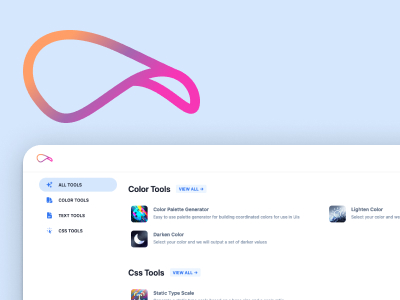 ALL TOOLS
COLOR TOOLS
TEXT TOOLS
CSS TOOLS
Color Tools VIEW ALL →
Color Palette Generator
Easy to use palette generator for building coordinated colors for use in UIs
Lighten Color
Select your color and we
Darken Color
Select your color and we will output a set of darker values
Css Tools VIEW ALL →
Static Type Scale